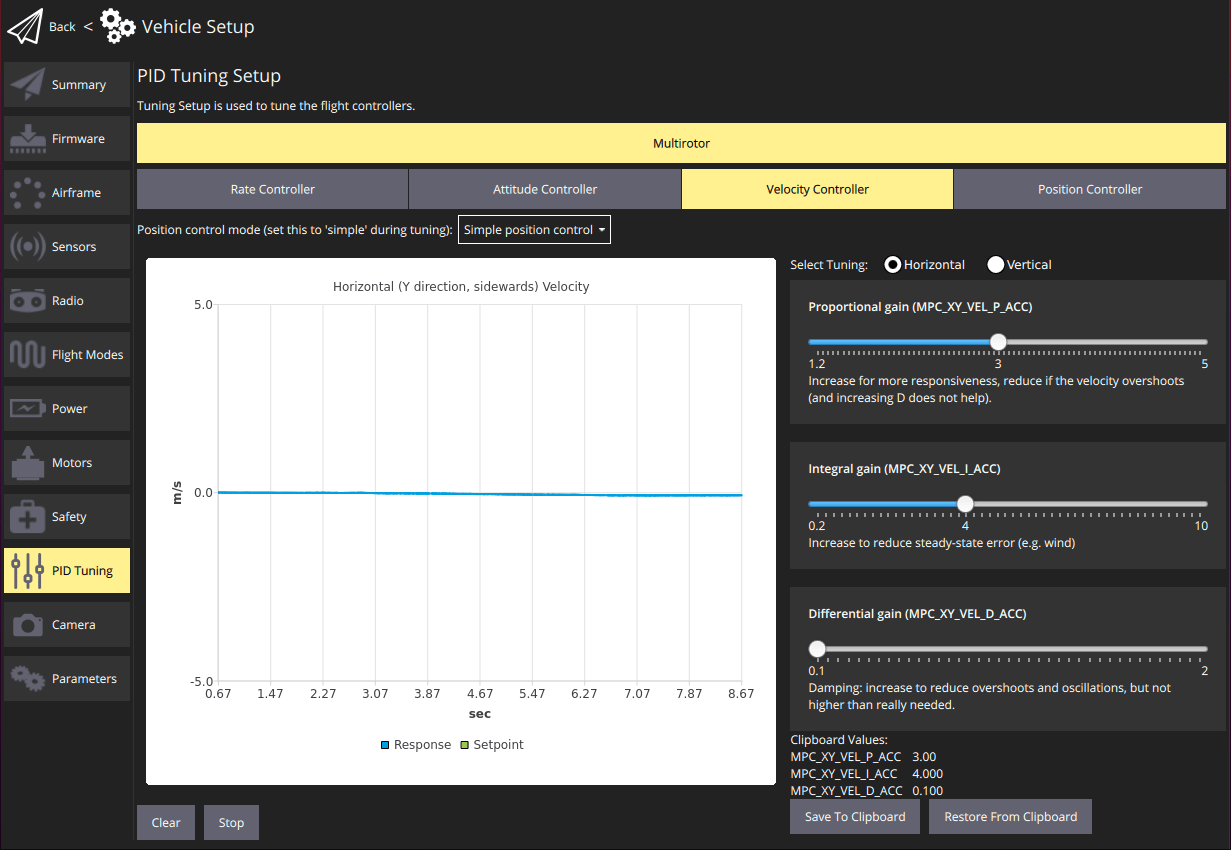 Back < Vehicle Setup
Summary
Firmware
Airframe
Sensors
Radio
Flight Modes
Power
Motors
Safety
PID Tuning
Camera
Parameters
PID Tuning Setup
Tuning Setup is used to tune the flight controllers.
Multirotor
Rate Controller Attitude Controller Velocity Controller Position Controller
Position control mode (set this to 'simple' during tuning): Simple position control
Horizontal (Y direction, sidewards) Velocity
5.0
0.0
-5.0
m/s
0.67 1.47 2.27 3.07 3.87 4.67 5.47 6.27 7.07 7.87 8.67
sec
Response Setpoint
Clear Stop
Select Tuning: Horizontal Vertical
Proportional gain (MPC_XY_VEL_P_ACC)
1.2 3 5
Increase for more responsiveness, reduce if the velocity overshoots
(and increasing D does not help).
Integral gain (MPC_XY_VEL_I_ACC)
0.2 4 10
Increase to reduce steady-state error (e.g. wind)
Differential gain (MPC_XY_VEL_D_ACC)
0.1 2
Damping: increase to reduce overshoots and oscillations, but not
higher than really needed.
Clipboard Values:
MPC_XY_VEL_P_ACC 3.00
MPC_XY_VEL_I_ACC 4.000
MPC_XY_VEL_D_ACC 0.100
Save To Clipboard Restore From Clipboard